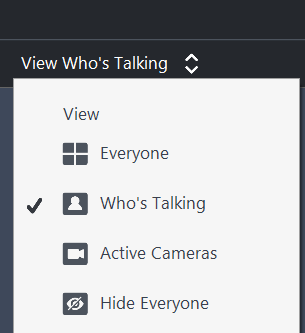 View Who's Talking
View
Everyone
Who's Talking
Active Cameras
Hide Everyone